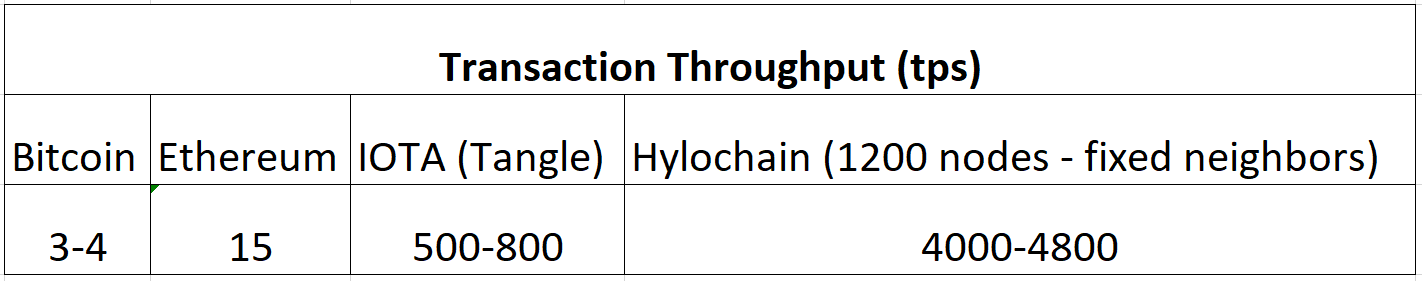 Transaction Throughput (tps)
Bitcoin Ethereum IOTA (Tangle) Hylochain (1200 nodes - fixed neighbors)
3-4 15 500-800 4000-4800